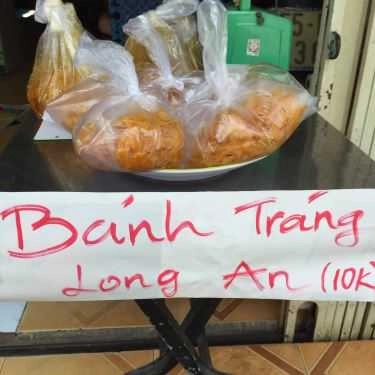 Bánh Tráng
Long An (10K)